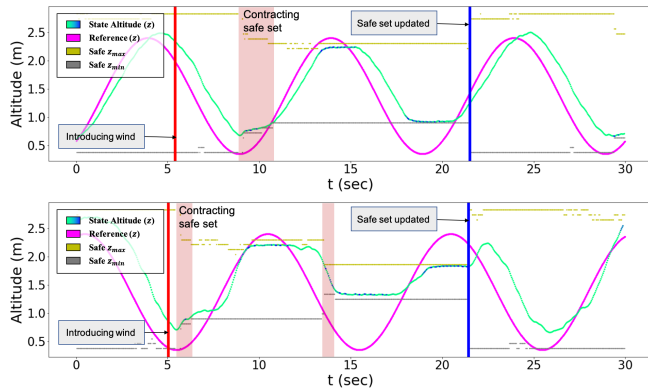 Contracting
safe set
Safe set updated
State Altitude (z)
Reference (z)
Safe z_max
Safe z_min
Introducing wind
Altitude (m)
2.5
2.0
1.5
1.0
0.5
0 5 10 15 20 25 30
t (sec)
Contracting
safe set
Safe set updated
State Altitude (z)
Reference (z)
Safe z_max
Safe z_min
Introducing wind
Altitude (m)
2.5
2.0
1.5
1.0
0.5
0 5 10 15 20 25 30
t (sec)